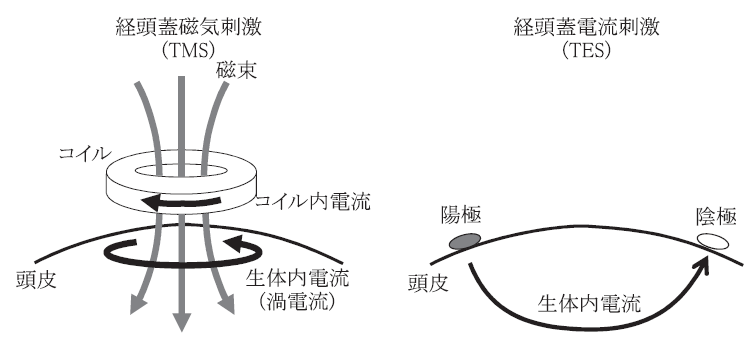 経頭蓋磁気刺激
（TMS）
磁束
コイル
コイル内電流
頭皮
生体内電流
（渦電流）
経頭蓋電流刺激
（TES）
陽極
陰極
頭皮
生体内電流